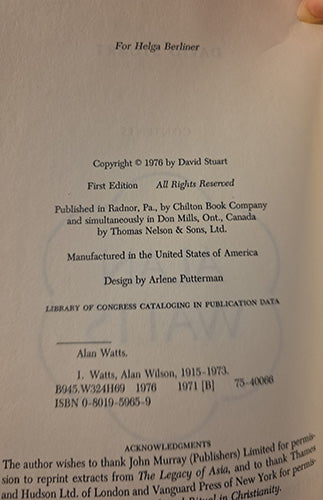 For Helga Berliner
Copyright © 1976 by David Stuart
First Edition All Rights Reserved
Published in Radnor, Pa., by Chilton Book Company
and simultaneously in Don Mills, Ont., Canada
by Thomas Nelson & Sons, Ltd.
Manufactured in the United States of America
Design by Arlene Putterman
LIBRARY OF CONGRESS CATALOGING IN PUBLICATION DATA
Alan Watts.
1. Watts, Alan Wilson, 1915-1973.
B945.W324H69 1976 1971 [B] 75-40066
ISBN 0-8019-5965-9
ACKNOWLEDGMENTS
The author wishes to thank John Murray (Publishers) Limited for permis-
sion to reprint extracts from The Legacy of Asia, and to thank Thames
and Hudson Ltd. of London and Vanguard Press of New York for permis-
in Christianity.